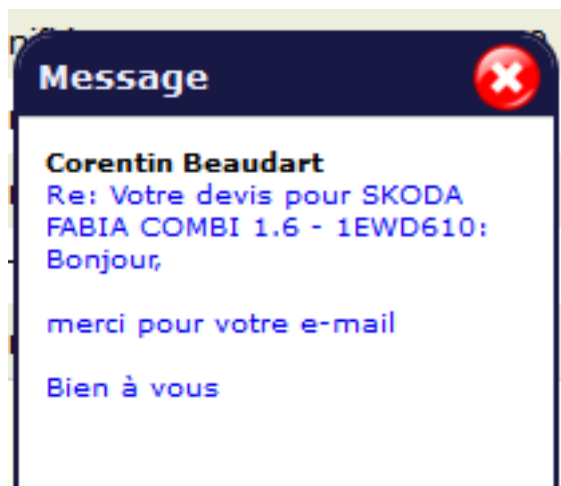 Message
Corentin Beaudart
Re: Votre devis pour SKODA
FABIA COMBI 1.6 - 1EWD610:
Bonjour,
merci pour votre e-mail
Bien à vous